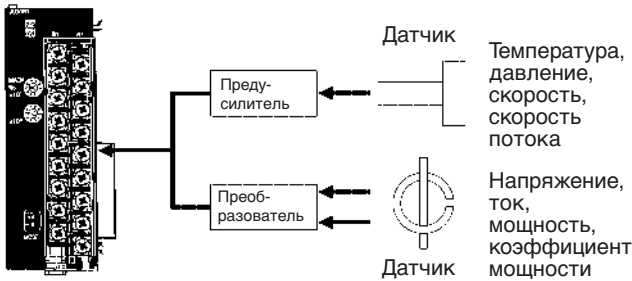 Датчик
Температура,
давление,
скорость,
скорость
потока
Преду-
силитель
Преоб-
разователь
Напряжение,
ток,
мощность,
коэффициент
мощности
Датчик